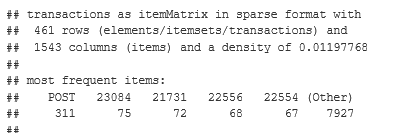 ## transactions as itemMatrix in sparse format with
##  461 rows (elements/itemsets/transactions) and
##  1543 columns (items) and a density of 0.01197768
##
## most frequent items:
##    POST   23084   21731   22556   22554 (Other)
##     311      75      72      68      67    7927
##